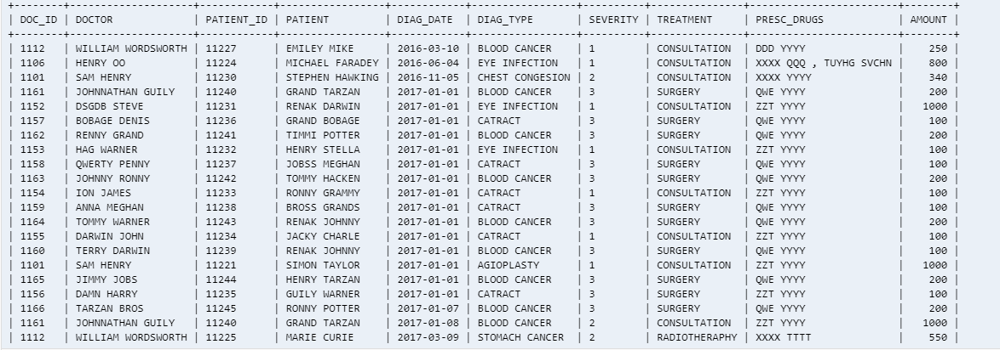 +--------+---------------------+------------+-----------------+------------+-----------------+----------+--------------+-------------------------+--------+
| DOC_ID | DOCTOR | PATIENT_ID | PATIENT | DIAG_DATE | DIAG_TYPE | SEVERITY | TREATMENT | PRESC_DRUGS | AMOUNT |
+--------+---------------------+------------+-----------------+------------+-----------------+----------+--------------+-------------------------+--------+
| 1112 | WILLIAM WORDSWORTH | 11227 | EMILEY MIKE | 2016-03-10 | BLOOD CANCER | 1 | CONSULTATION | DDD YYYY | 250 |
| 1106 | HENRY OO | 11224 | MICHAEL FARADEY | 2016-06-04 | EYE INFECTION | 1 | CONSULTATION | XXXX QQQ , TUYHG SVCHN | 800 |
| 1101 | SAM HENRY | 11230 | STEPHEN HAWKING | 2016-11-05 | CHEST CONGESION | 2 | CONSULTATION | XXXX YYYY | 340 |
| 1161 | JOHNNATHAN GUILY | 11240 | GRAND TARZAN | 2017-01-01 | BLOOD CANCER | 3 | SURGERY | QWE YYYY | 200 |
| 1152 | DSGDB STEVE | 11231 | RENAK DARWIN | 2017-01-01 | EYE INFECTION | 1 | CONSULTATION | ZZT YYYY | 1000 |
| 1157 | BOBAGE DENIS | 11236 | GRAND BOBAGE | 2017-01-01 | CATRACT | 3 | SURGERY | QWE YYYY | 100 |
| 1162 | RENNY GRAND | 11241 | TIMMI POTTER | 2017-01-01 | BLOOD CANCER | 3 | SURGERY | QWE YYYY | 200 |
| 1153 | HAG WARNER | 11232 | HENRY STELLA | 2017-01-01 | EYE INFECTION | 1 | CONSULTATION | ZZT YYYY | 100 |
| 1158 | QWERTY PENNY | 11237 | JOBSS MEGHAN | 2017-01-01 | CATRACT | 3 | SURGERY | QWE YYYY | 100 |
| 1163 | JOHNNY RONNY | 11242 | TOMMY HACKEN | 2017-01-01 | BLOOD CANCER | 3 | SURGERY | QWE YYYY | 200 |
| 1154 | ION JAMES | 11233 | RONNY GRAMMY | 2017-01-01 | CATRACT | 1 | CONSULTATION | ZZT YYYY | 100 |
| 1159 | ANNA MEGHAN | 11238 | BROSS GRANDS | 2017-01-01 | CATRACT | 3 | SURGERY | QWE YYYY | 100 |
| 1164 | TOMMY WARNER | 11243 | RENAK JOHNNY | 2017-01-01 | BLOOD CANCER | 3 | SURGERY | QWE YYYY | 200 |
| 1155 | DARWIN JOHN | 11234 | JACKY CHARLE | 2017-01-01 | CATRACT | 1 | CONSULTATION | ZZT YYYY | 100 |
| 1160 | TERRY DARWIN | 11239 | RENAK JOHNNY | 2017-01-01 | BLOOD CANCER | 3 | SURGERY | QWE YYYY | 100 |
| 1101 | SAM HENRY | 11221 | SIMON TAYLOR | 2017-01-01 | AGIOPLASTY | 1 | CONSULTATION | ZZT YYYY | 1000 |
| 1165 | JIMMY JOBS | 11244 | HENRY TARZAN | 2017-01-01 | BLOOD CANCER | 3 | SURGERY | QWE YYYY | 200 |
| 1156 | DAMN HARRY | 11235 | GUILY WARNER | 2017-01-01 | CATRACT | 3 | SURGERY | ZZT YYYY | 100 |
| 1166 | TARZAN BROS | 11245 | RONNY POTTER | 2017-01-07 | BLOOD CANCER | 3 | SURGERY | QWE YYYY | 200 |
| 1161 | JOHNNATHAN GUILY | 11240 | GRAND TARZAN | 2017-01-08 | BLOOD CANCER | 2 | CONSULTATION | ZZT YYYY | 1000 |
| 1112 | WILLIAM WORDSWORTH | 11225 | MARIE CURIE | 2017-03-09 | STOMACH CANCER | 2 | RADIOTHERAPHY | XXXX TTTT | 550 |